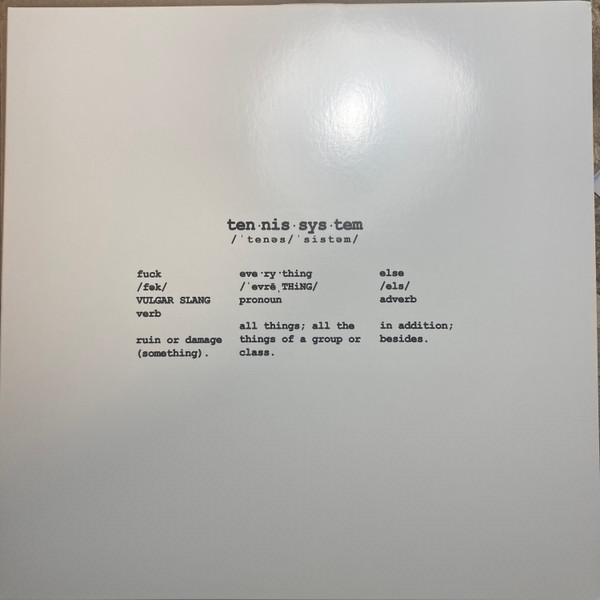 ten·nis·sys·tem
/ˈtenəs/ˈsistəm/
fuck
/fək/
VULGAR SLANG
verb
ruin or damage
(something).
eve·ry·thing
/ˈevrēˌTHiNG/
pronoun
all things; all the
things of a group or
class.
else
/els/
adverb
in addition;
besides.